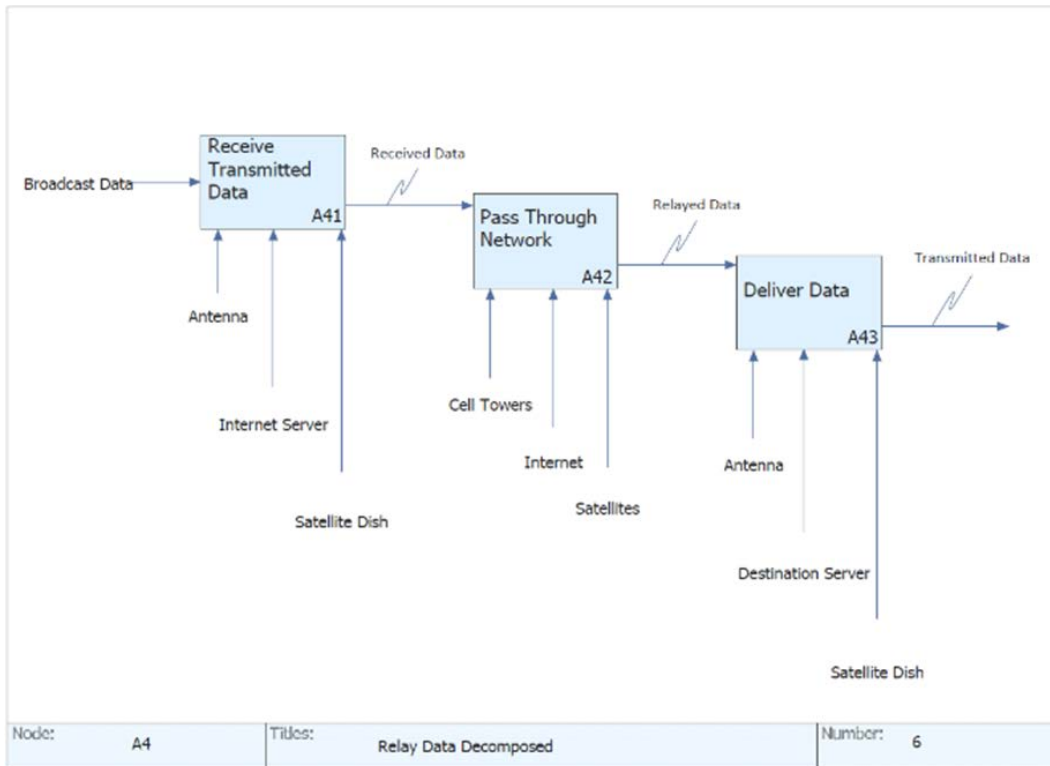 Broadcast Data
Receive
Transmitted
Data
A41
Received Data
Pass Through
Network
A42
Relayed Data
Deliver Data
A43
Transmitted Data
Antenna
Internet Server
Satellite Dish
Cell Towers
Internet
Satellites
Antenna
Destination Server
Satellite Dish
Node:
A4
Titles:
Relay Data Decomposed
Number:
6